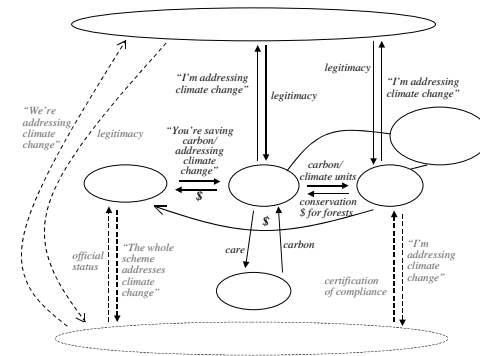 legitimacy
“I'm addressing
climate change”
“I'm addressing
climate change”
legitimacy
“We're
addressing
climate
change”
legitimacy
“You're saving
carbon/
addressing
climate
change”
$
carbon/
climate units
conservation
$ for forests
$
care
carbon
official
status
“The whole
scheme
addresses
climate
change”
certification
of compliance
“I'm
addressing
climate
change”